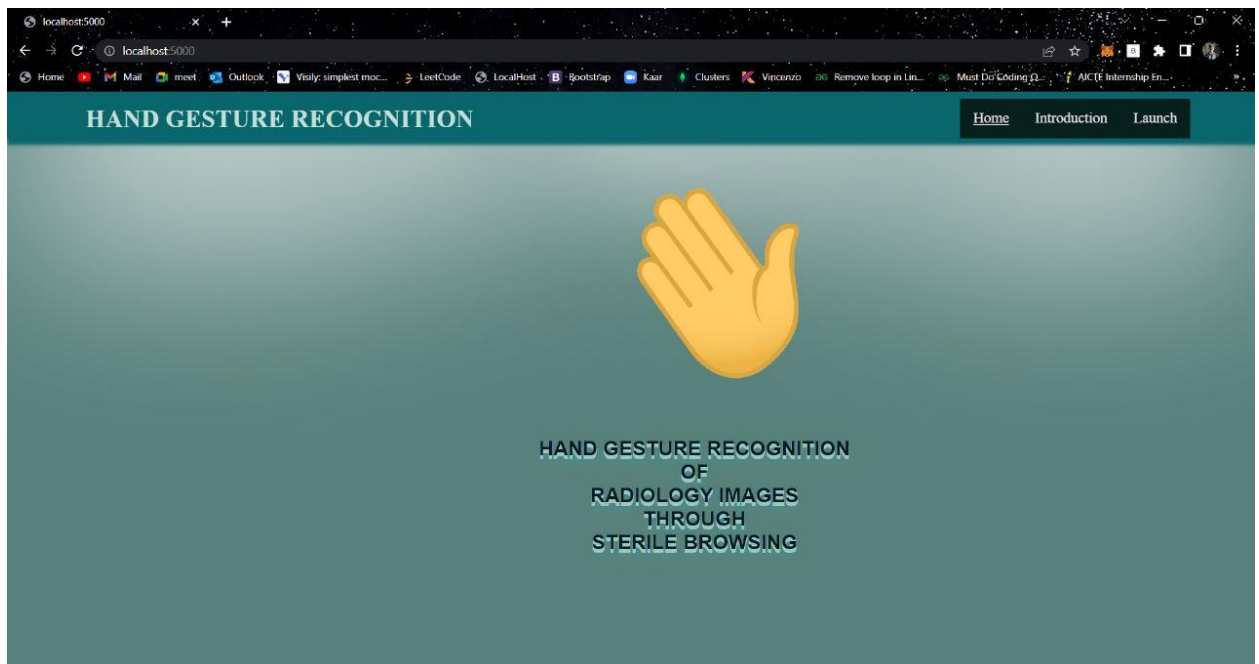 localhost:5000
localhost:5000
Home Mail meet Outlook Visily: simplest moc... LeetCode LocalHost Bootstrap Kaar Clusters Vincenzo Remove loop in Lin... Must Do Coding Q... AICTE Internship En...
HAND GESTURE RECOGNITION
Home Introduction Launch
HAND GESTURE RECOGNITION
OF
RADIOLOGY IMAGES
THROUGH
STERILE BROWSING